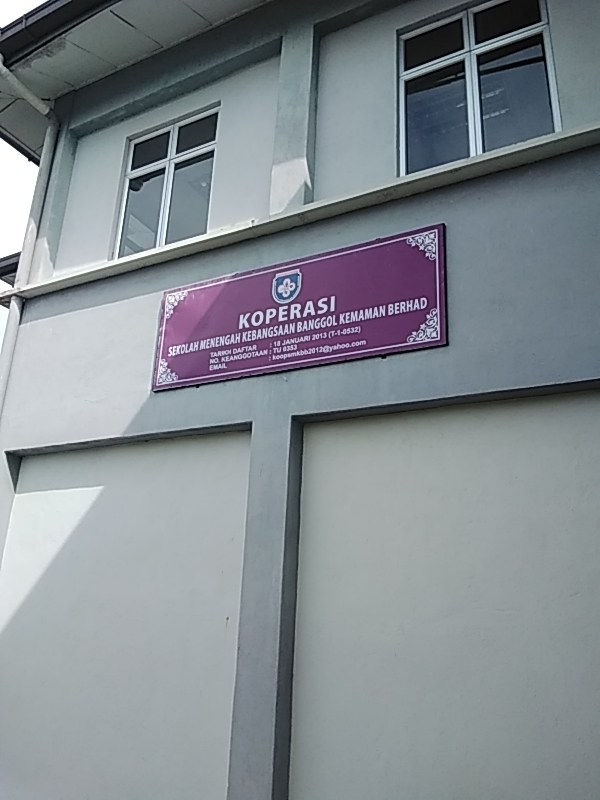 KOPERASI
SEKOLAH MENENGAH KEBANGSAAN BANGGOL KEMAMAN BERHAD
TARIKH DAFTAR : 18 JANUARI 2013 (T-1-0532)
NO. KEANGGOTAAN : TU 0353
EMAIL : koopsmkbb2012@yahoo.com